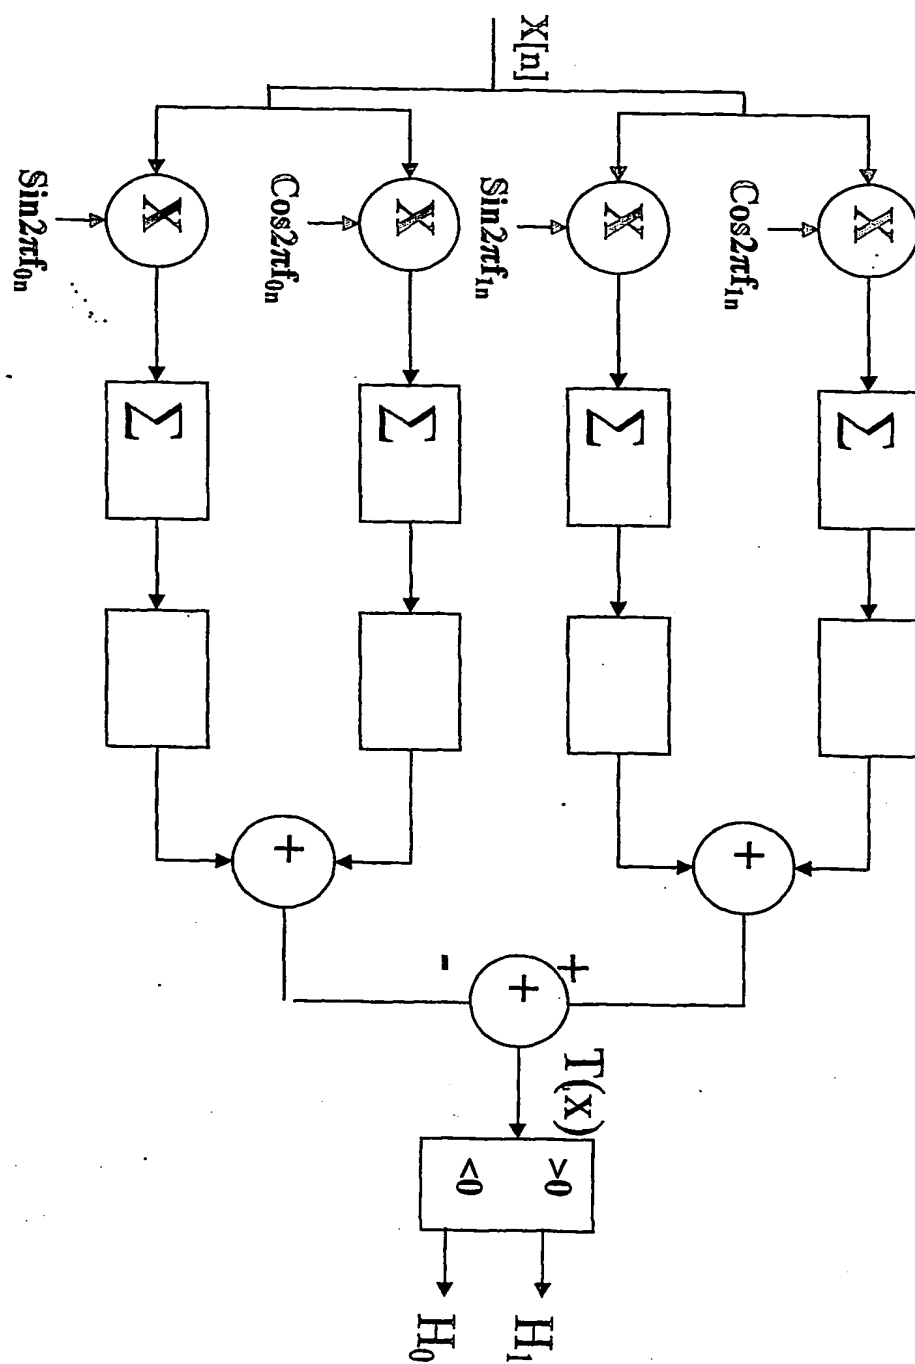 X
Σ
Cos2πf₁ₙ
+
X
Σ
Sin2πf₁ₙ
X[n]
T(x)
+
+
-
>0
<0
H₁
H₀
X
Σ
Cos2πf₀ₙ
+
X
Σ
Sin2πf₀ₙ